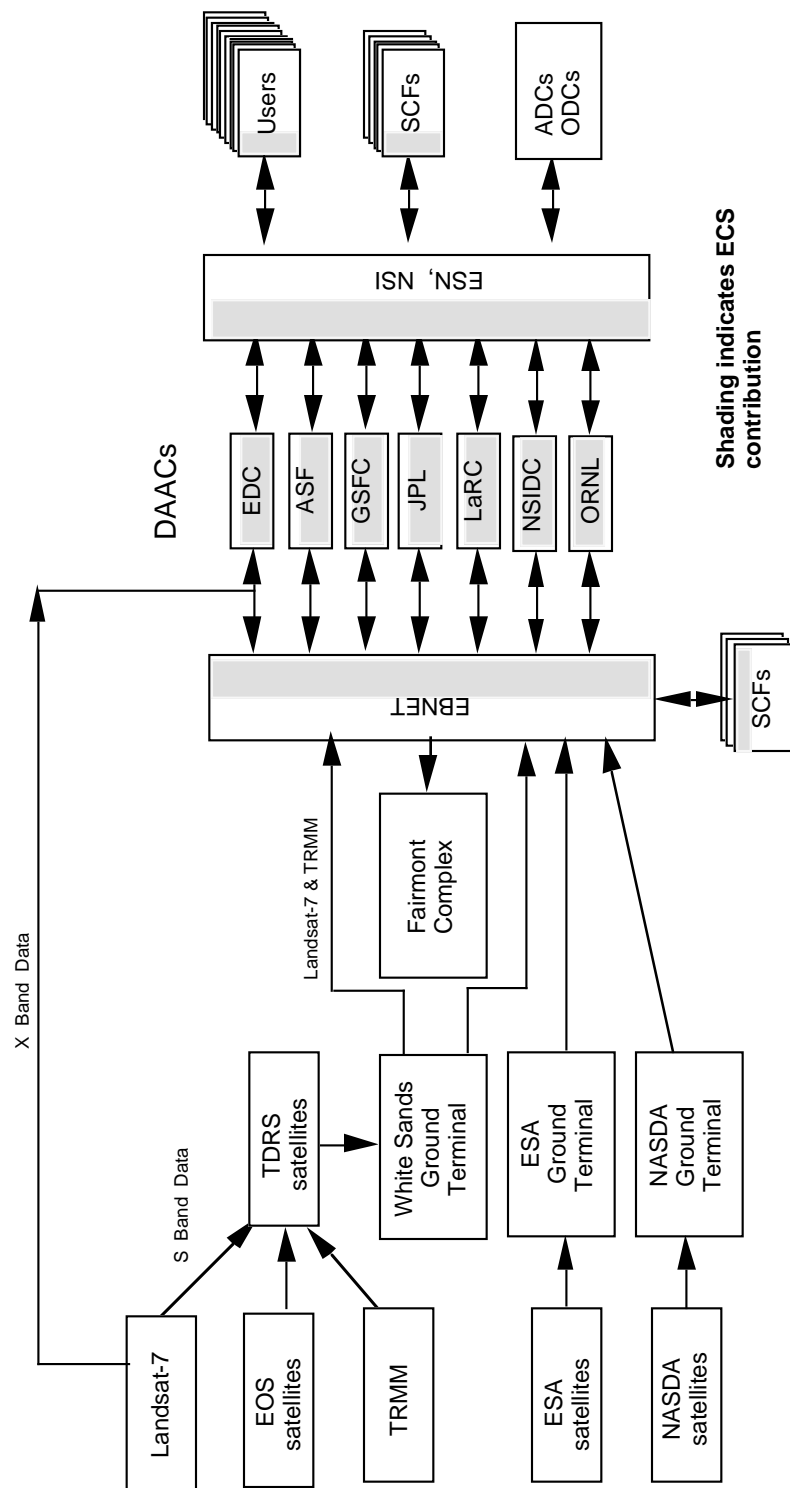 X Band Data
Landsat-7
S Band Data
EOS
satellites
TRMM
TDRS
satellites
White Sands
Ground
Terminal
Landsat-7 & TRMM
Fairmont
Complex
ESA
satellites
ESA
Ground
Terminal
NASDA
satellites
NASDA
Ground
Terminal
EBNET
SCFs
DAACs
EDC
ASF
GSFC
JPL
LaRC
NSIDC
ORNL
ESN, NSI
Users
SCFs
ADCs
ODCs
Shading indicates ECS
contribution